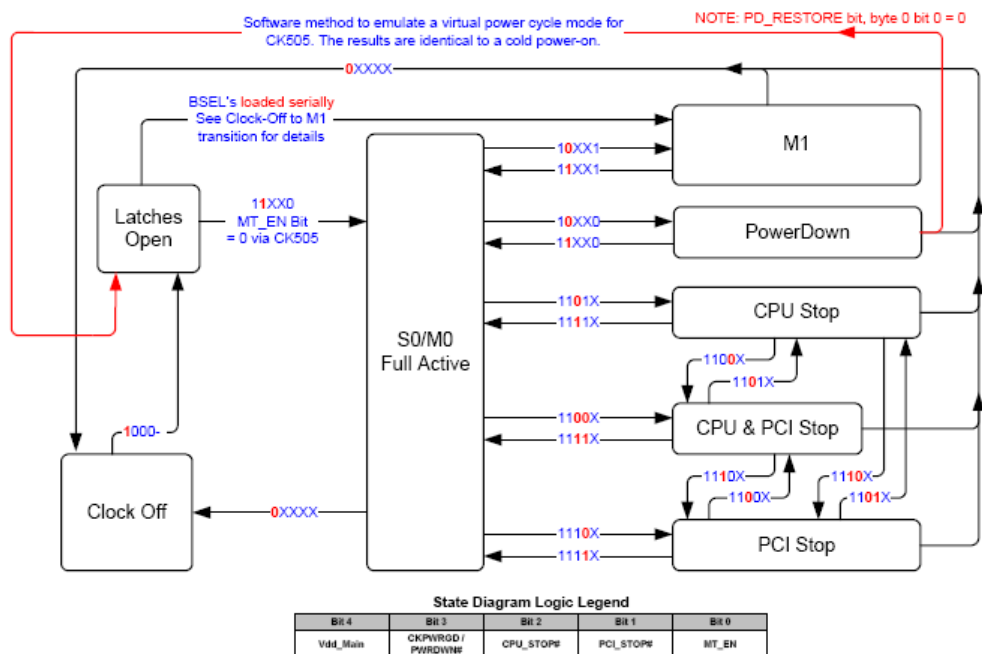 Software method to emulate a virtual power cycle mode for
CK505. The results are identical to a cold power-on.
NOTE: PD_RESTORE bit, byte 0 bit 0 = 0
0XXXX
BSEL's loaded serially
See Clock-Off to M1
transition for details
M1
10XX1
11XX1
Latches
Open
11XX0
MT_EN Bit
= 0 via CK505
10XX0
11XX0
PowerDown
S0/M0
Full Active
1101X
1111X
CPU Stop
1100X
1101X
1100X
1111X
CPU & PCI Stop
1000-
Clock Off
0XXXX
1110X
1100X
1110X
1101X
1110X
1111X
PCI Stop
State Diagram Logic Legend
Bit 4 Bit 3 Bit 2 Bit 1 Bit 0
Vdd_Main CKPWRGD / PWRDWN# CPU_STOP# PCI_STOP# MT_EN